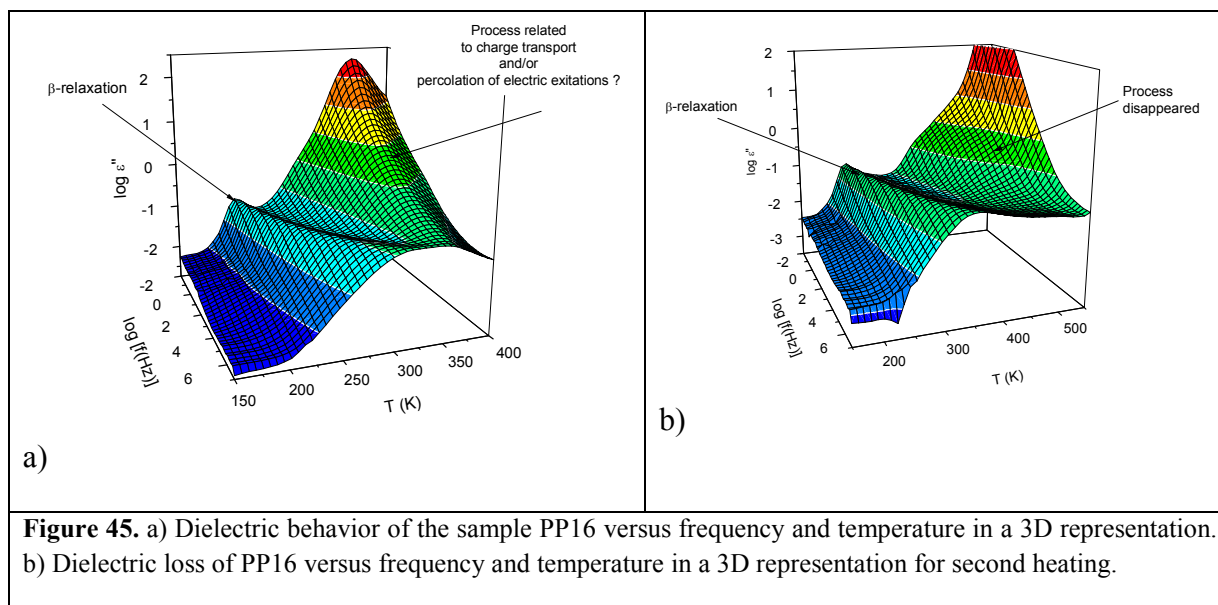 Process related
to charge transport
and/or
percolation of electric exitations ?
β-relaxation
2
1
0
-1
-2
log ε''
-2
0
2
4
6
log [f(Hz)]
150
200
250
300
350
400
T (K)
a)
β-relaxation
Process
disappeared
2
1
0
-1
-2
-3
log ε''
-2
0
2
4
6
log [f(Hz)]
200
300
400
500
T (K)
b)
Figure 45. a) Dielectric behavior of the sample PP16 versus frequency and temperature in a 3D representation.
b) Dielectric loss of PP16 versus frequency and temperature in a 3D representation for second heating.